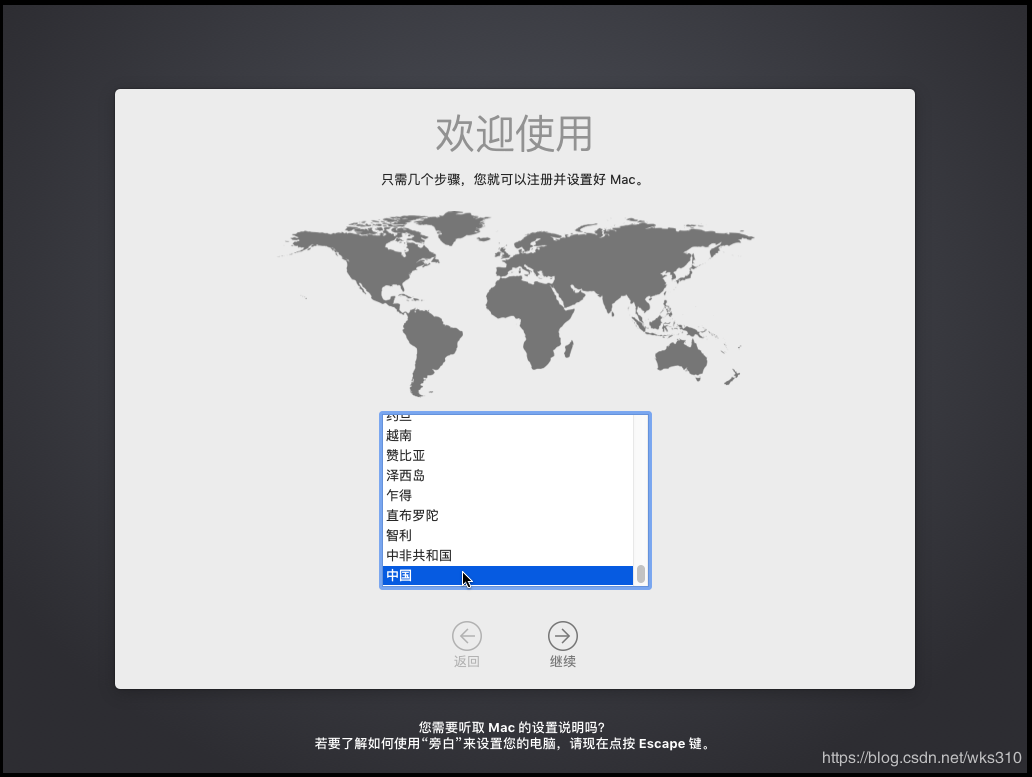 欢迎使用
只需几个步骤，您就可以注册并设置好 Mac。
约旦
越南
赞比亚
泽西岛
乍得
直布罗陀
智利
中非共和国
中国
返回
继续
您需要听取 Mac 的设置说明吗?
若要了解如何使用“旁白”来设置您的电脑，请现在点按 Escape 键。
https://blog.csdn.net/wks310